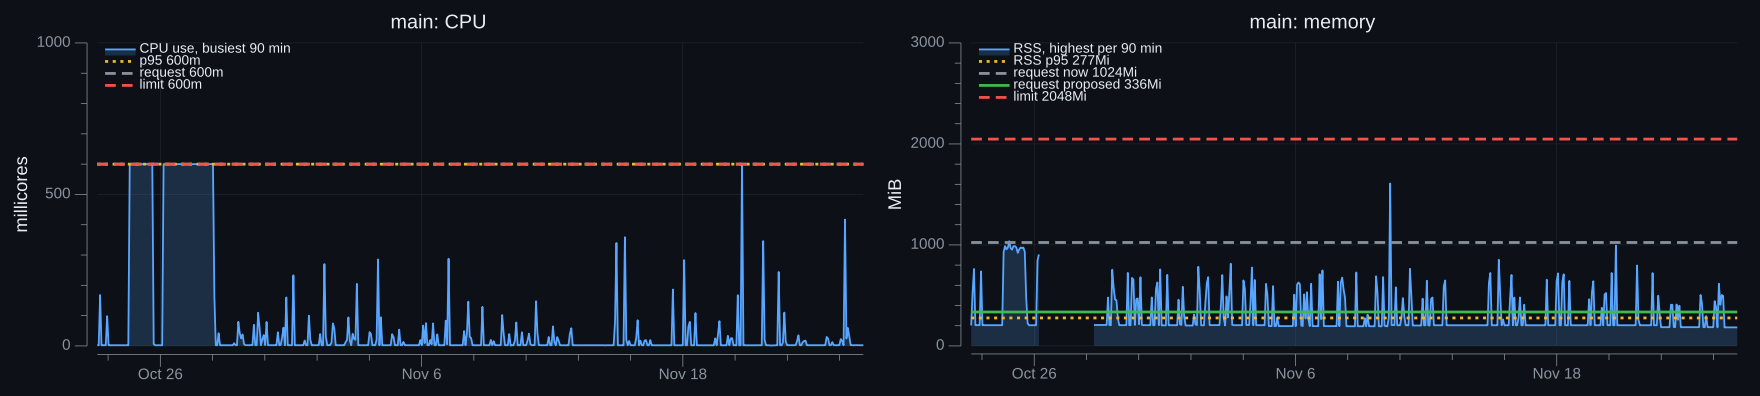 main: CPU
1000
500
0
millicores
CPU use, busiest 90 min
p95 600m
request 600m
limit 600m
Oct 26
Nov 6
Nov 18
main: memory
3000
2000
1000
0
MiB
RSS, highest per 90 min
RSS p95 277Mi
request now 1024Mi
request proposed 336Mi
limit 2048Mi
Oct 26
Nov 6
Nov 18